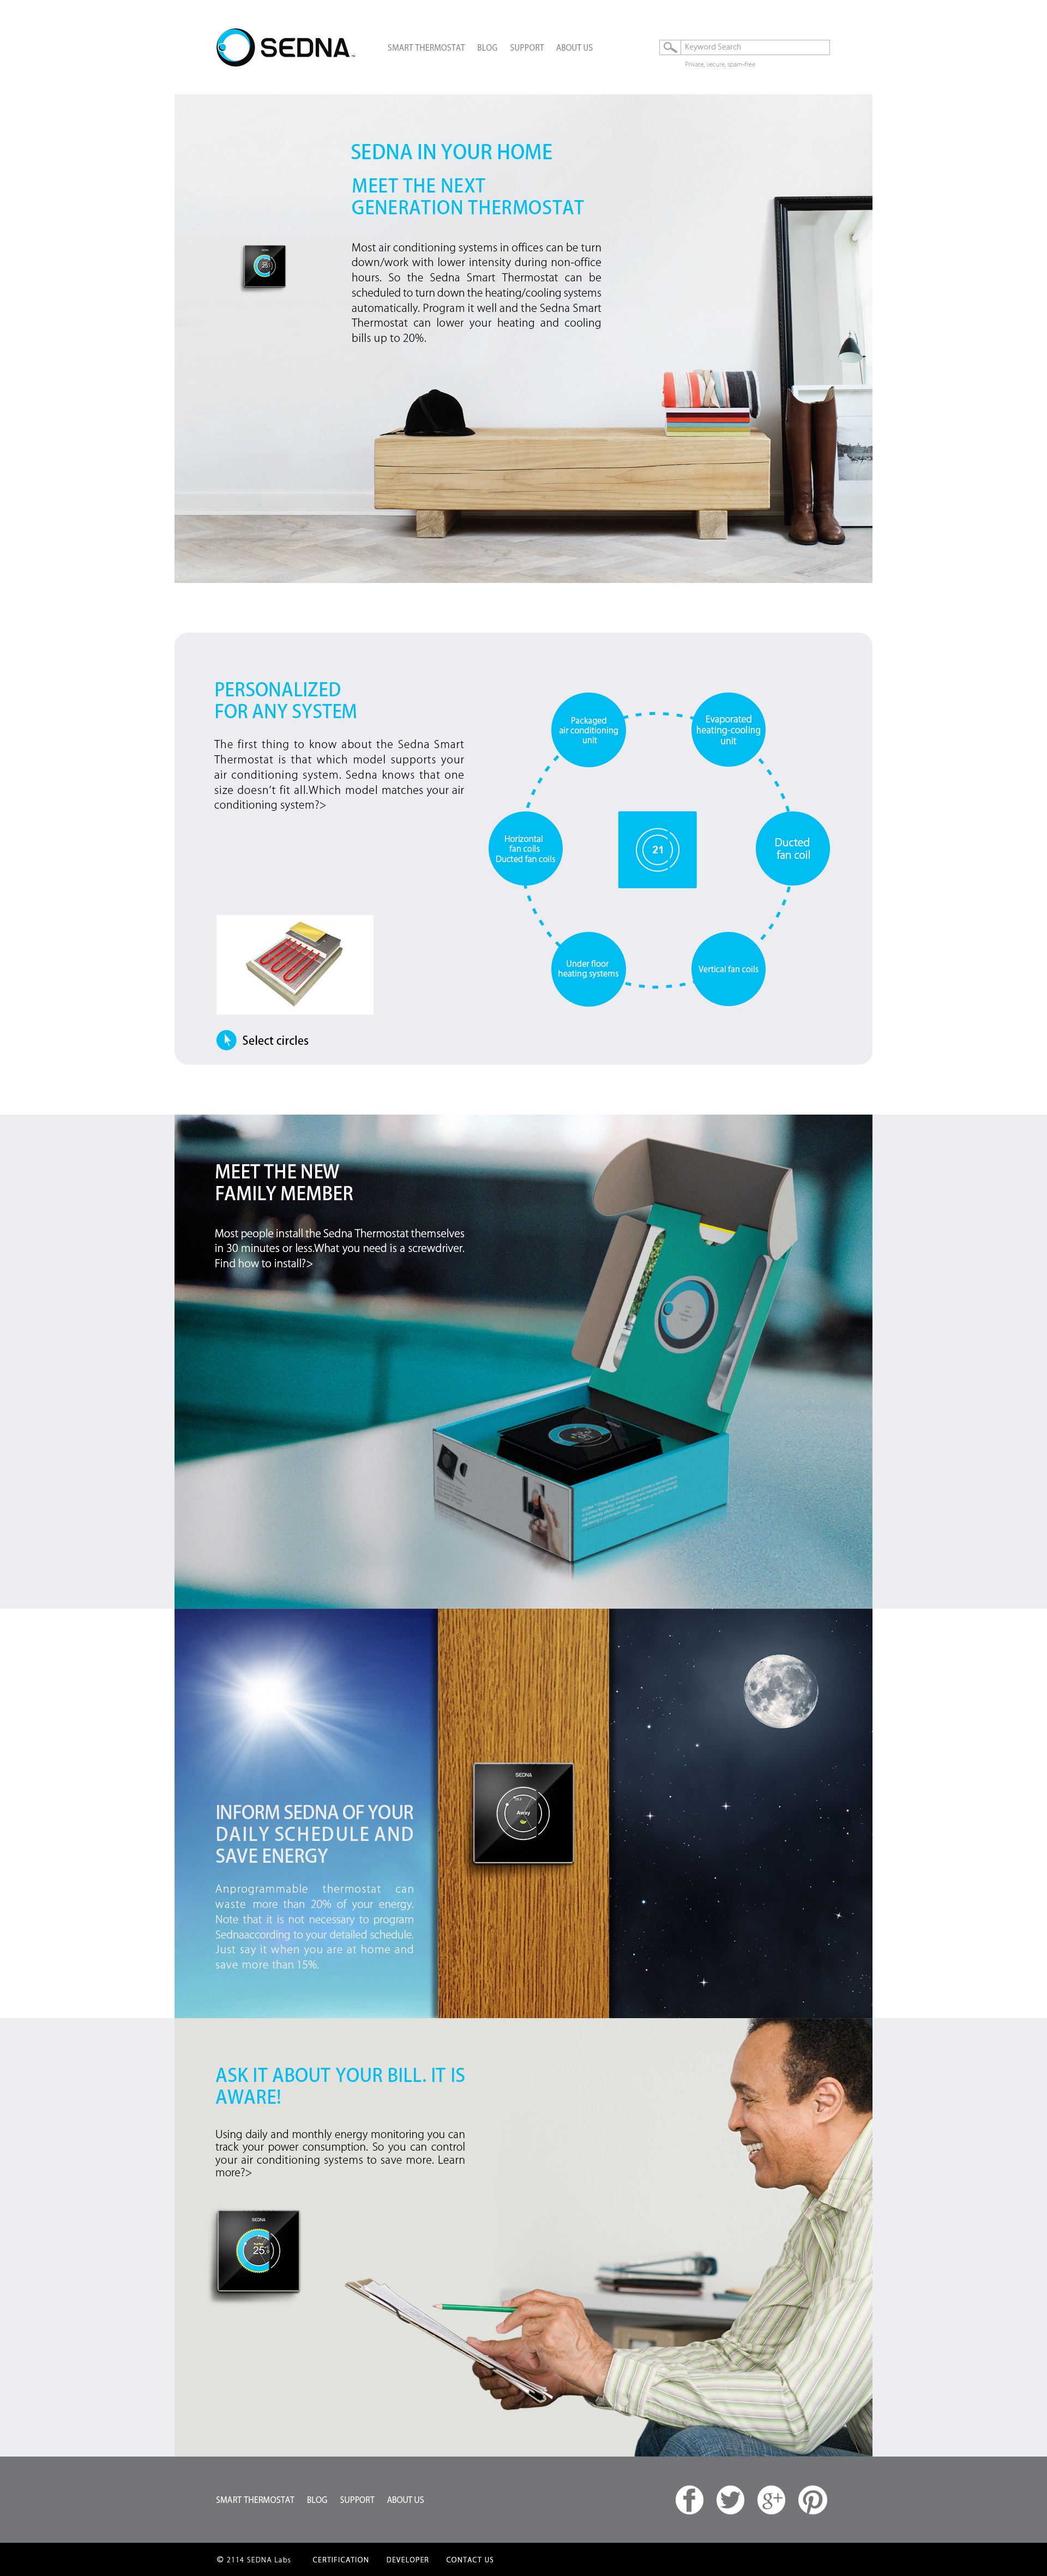 SEDNA™
SMART THERMOSTAT BLOG SUPPORT ABOUT US
Keyword Search
Private, secure, spam-free
SEDNA IN YOUR HOME
MEET THE NEXT
GENERATION THERMOSTAT
Most air conditioning systems in offices can be turn
down/work with lower intensity during non-office
hours. So the Sedna Smart Thermostat can be
scheduled to turn down the heating/cooling systems
automatically. Program it well and the Sedna Smart
Thermostat can lower your heating and cooling
bills up to 20%.
PERSONALIZED
FOR ANY SYSTEM
The first thing to know about the Sedna Smart
Thermostat is that which model supports your
air conditioning system. Sedna knows that one
size doesn't fit all.Which model matches your air
conditioning system?>
Packaged
air conditioning
unit
Evaporated
heating-cooling
unit
Horizontal
fan coils
Ducted fan coils
21
Ducted
fan coil
Under floor
heating systems
Vertical fan coils
Select circles
MEET THE NEW
FAMILY MEMBER
Most people install the Sedna Thermostat themselves
in 30 minutes or less.What you need is a screwdriver.
Find how to install?>
SEDNA
Away
INFORM SEDNA OF YOUR
DAILY SCHEDULE AND
SAVE ENERGY
Anprogrammable thermostat can
waste more than 20% of your energy.
Note that it is not necessary to program
Sednaaccording to your detailed schedule.
Just say it when you are at home and
save more than 15%.
ASK IT ABOUT YOUR BILL. IT IS
AWARE!
Using daily and monthly energy monitoring you can
track your power consumption. So you can control
your air conditioning systems to save more. Learn
more?>
SEDNA
25
SMART THERMOSTAT BLOG SUPPORT ABOUT US
© 2114 SEDNA Labs CERTIFICATION DEVELOPER CONTACT US